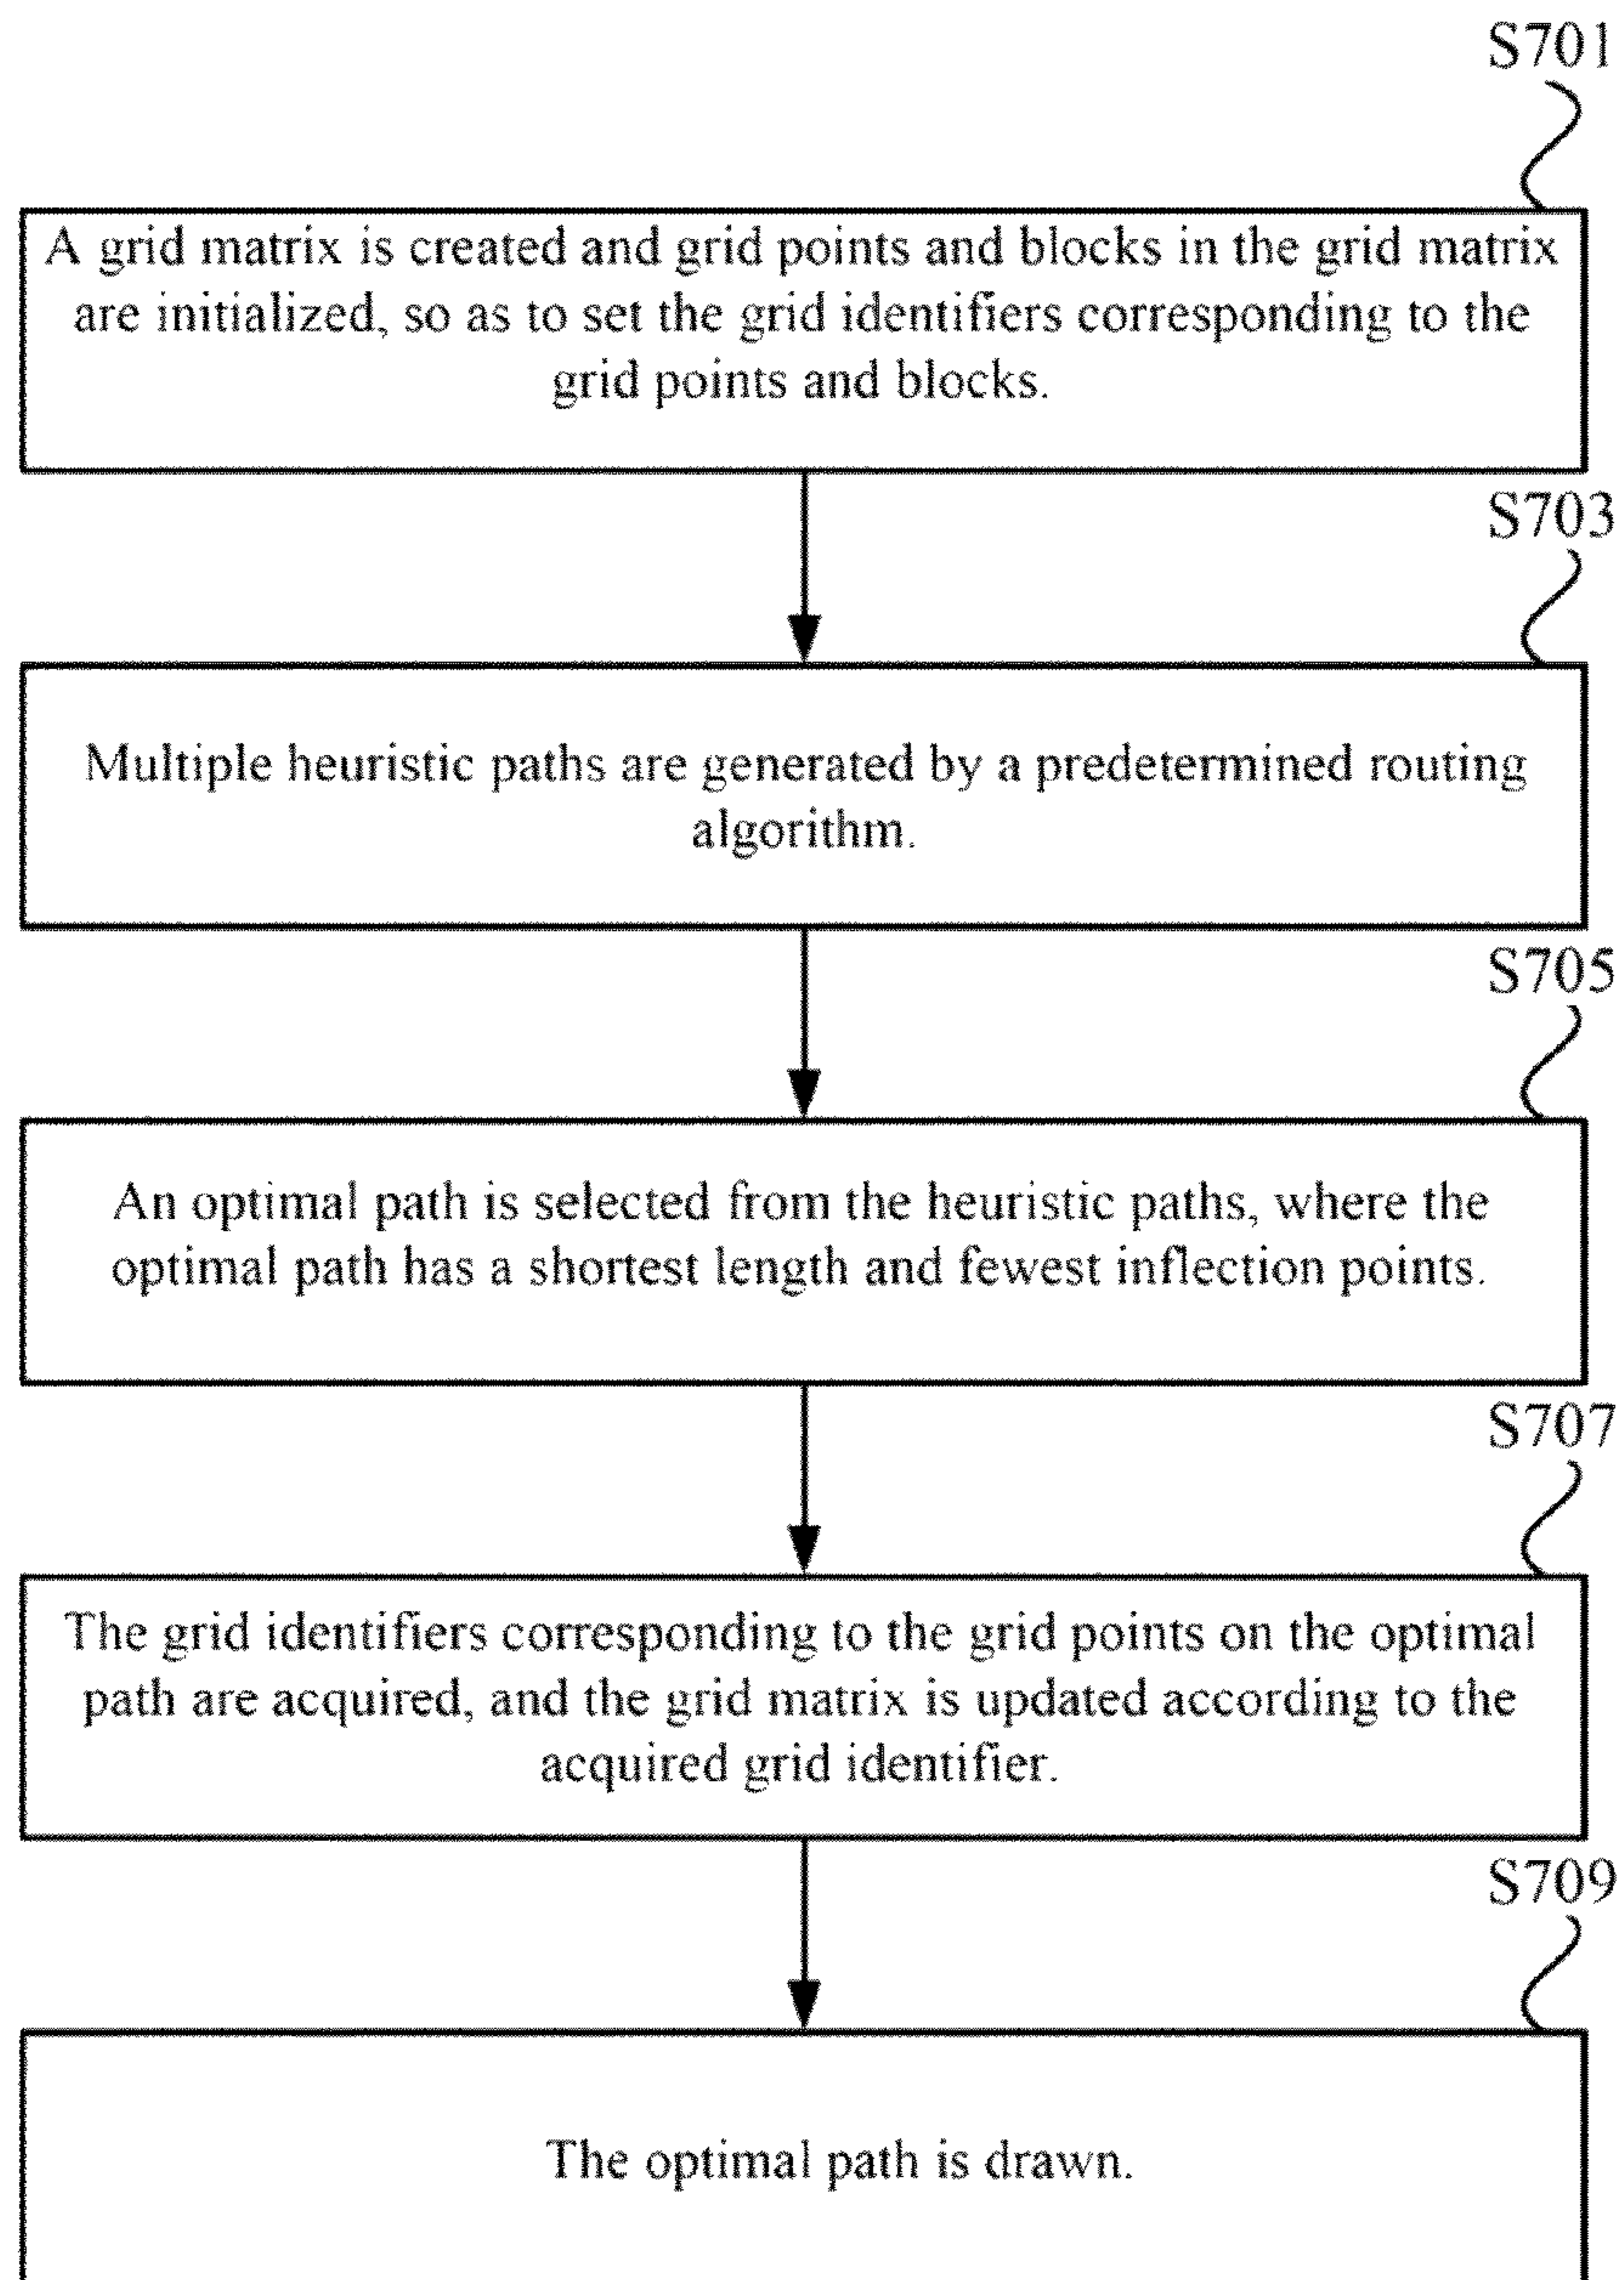 S701
A grid matrix is created and grid points and blocks in the grid matrix
are initialized, so as to set the grid identifiers corresponding to the
grid points and blocks.
S703
Multiple heuristic paths are generated by a predetermined routing
algorithm.
S705
An optimal path is selected from the heuristic paths, where the
optimal path has a shortest length and fewest inflection points.
S707
The grid identifiers corresponding to the grid points on the optimal
path are acquired, and the grid matrix is updated according to the
acquired grid identifier.
S709
The optimal path is drawn.